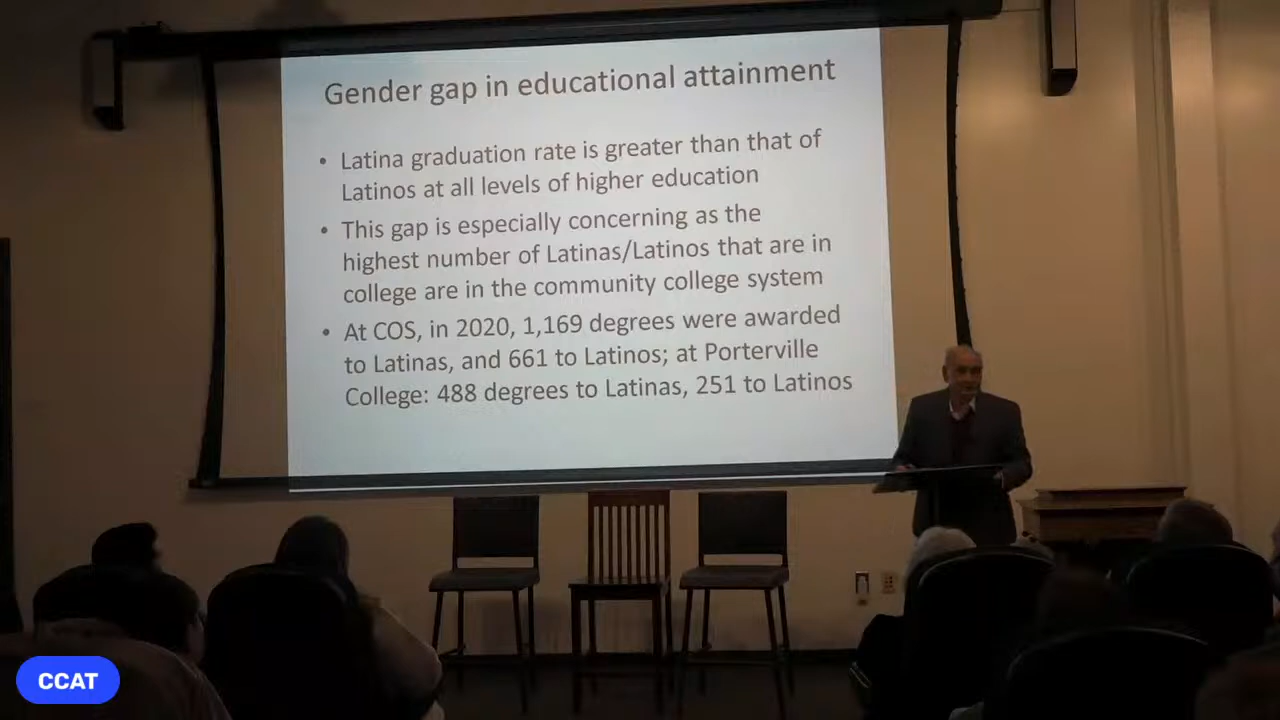 Gender gap in educational attainment
• Latina graduation rate is greater than that of
Latinos at all levels of higher education
• This gap is especially concerning as the
highest number of Latinas/Latinos that are in
college are in the community college system
• At COS, in 2020, 1,169 degrees were awarded
to Latinas, and 661 to Latinos; at Porterville
College: 488 degrees to Latinas, 251 to Latinos
CCAT